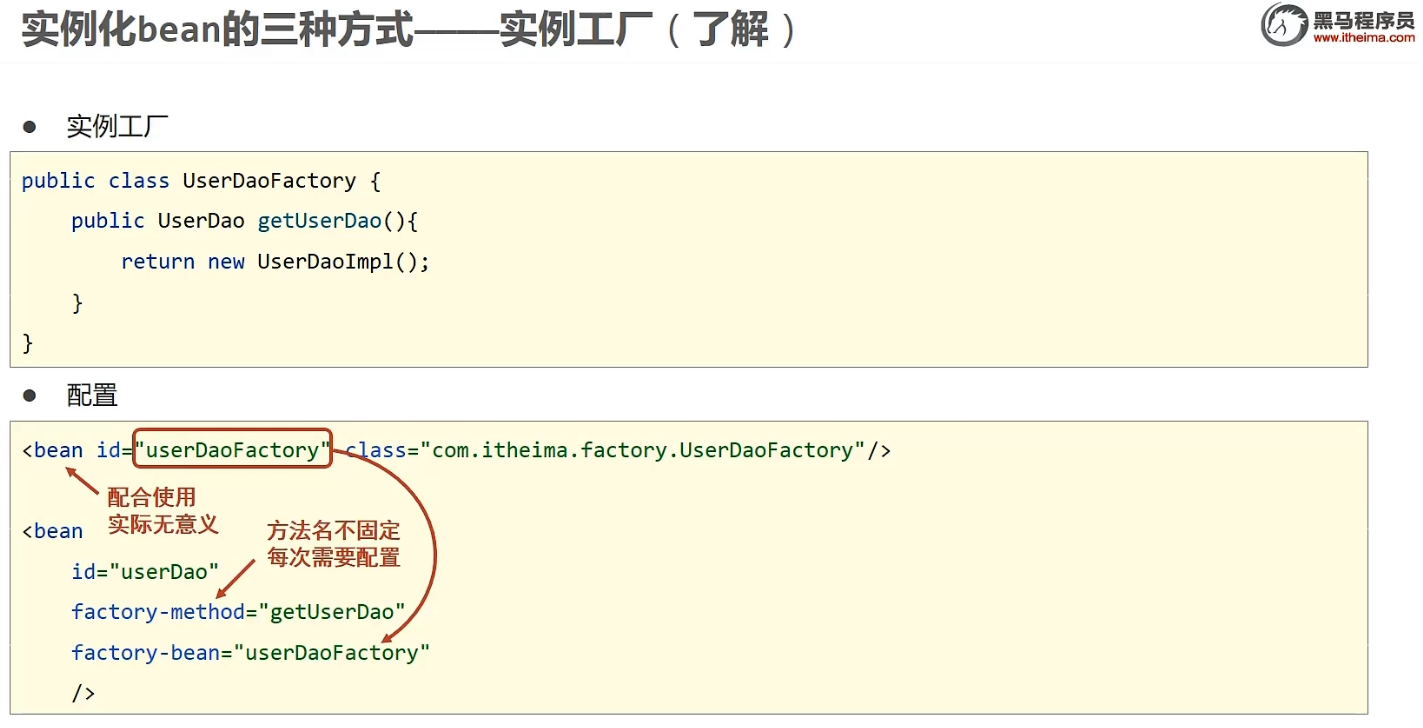 实例化bean的三种方式——实例工厂（了解）
黑马程序员
www.itheima.com
● 实例工厂
public class UserDaoFactory {
    public UserDao getUserDao(){
        return new UserDaoImpl();
    }
}
● 配置
<bean id="userDaoFactory" class="com.itheima.factory.UserDaoFactory"/>
配合使用
实际无意义
方法名不固定
每次需要配置
<bean
    id="userDao"
    factory-method="getUserDao"
    factory-bean="userDaoFactory"
    />